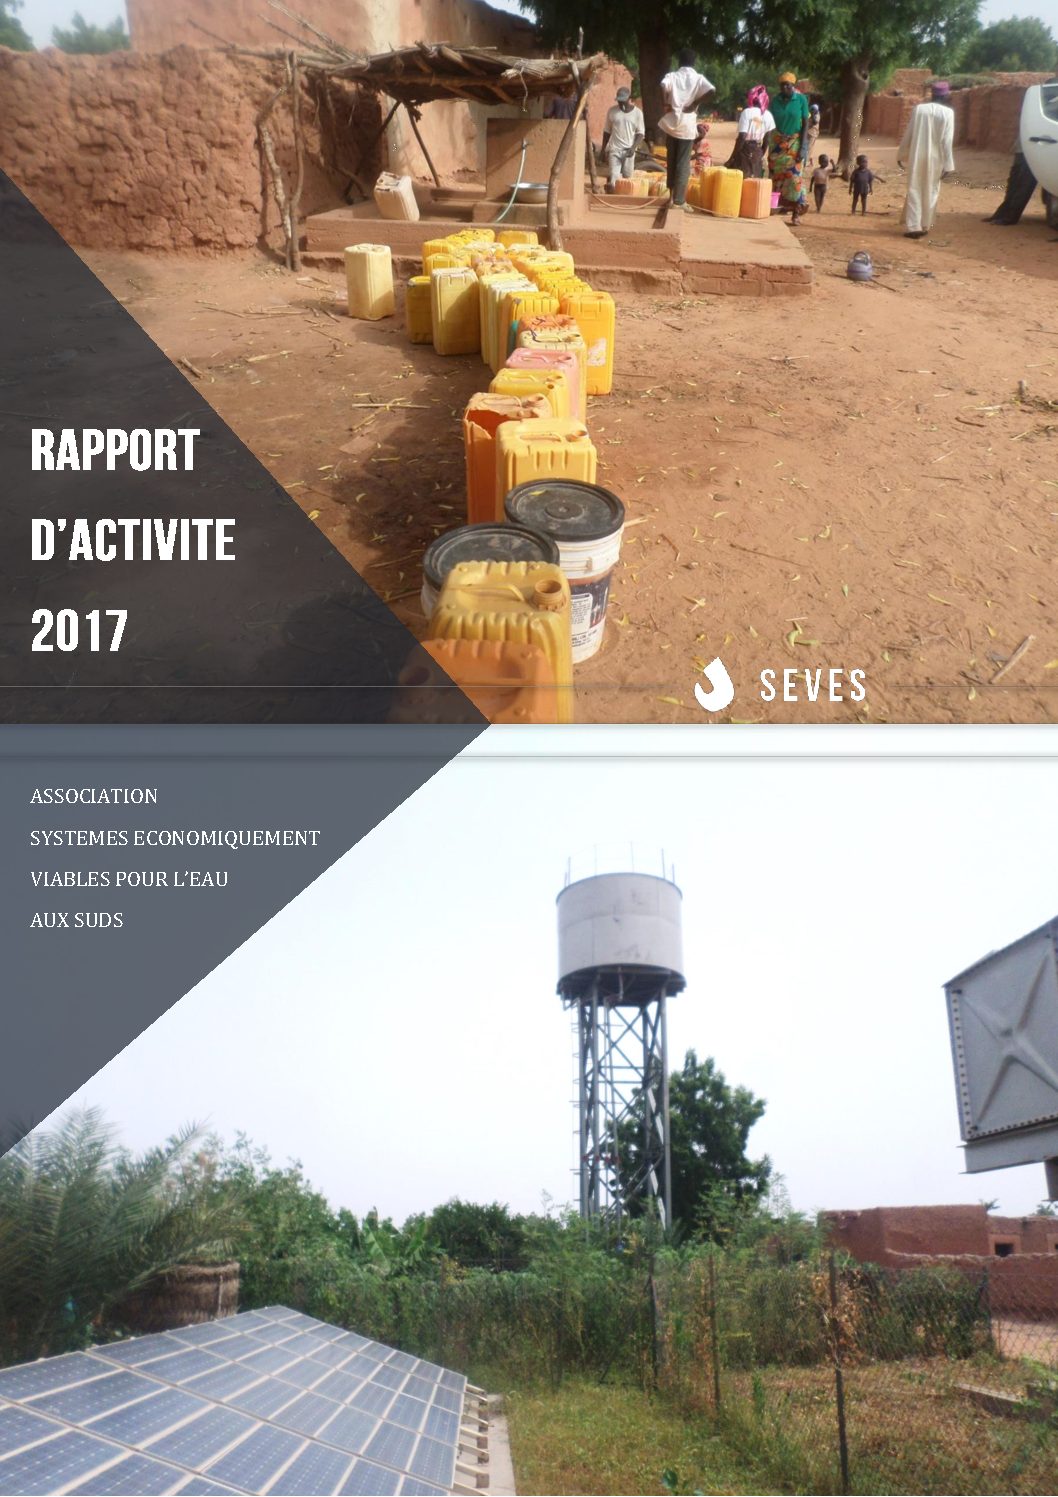 RAPPORT
D'ACTIVITE
2017
SEVES
ASSOCIATION
SYSTEMES ECONOMIQUEMENT
VIABLES POUR L'EAU
AUX SUDS